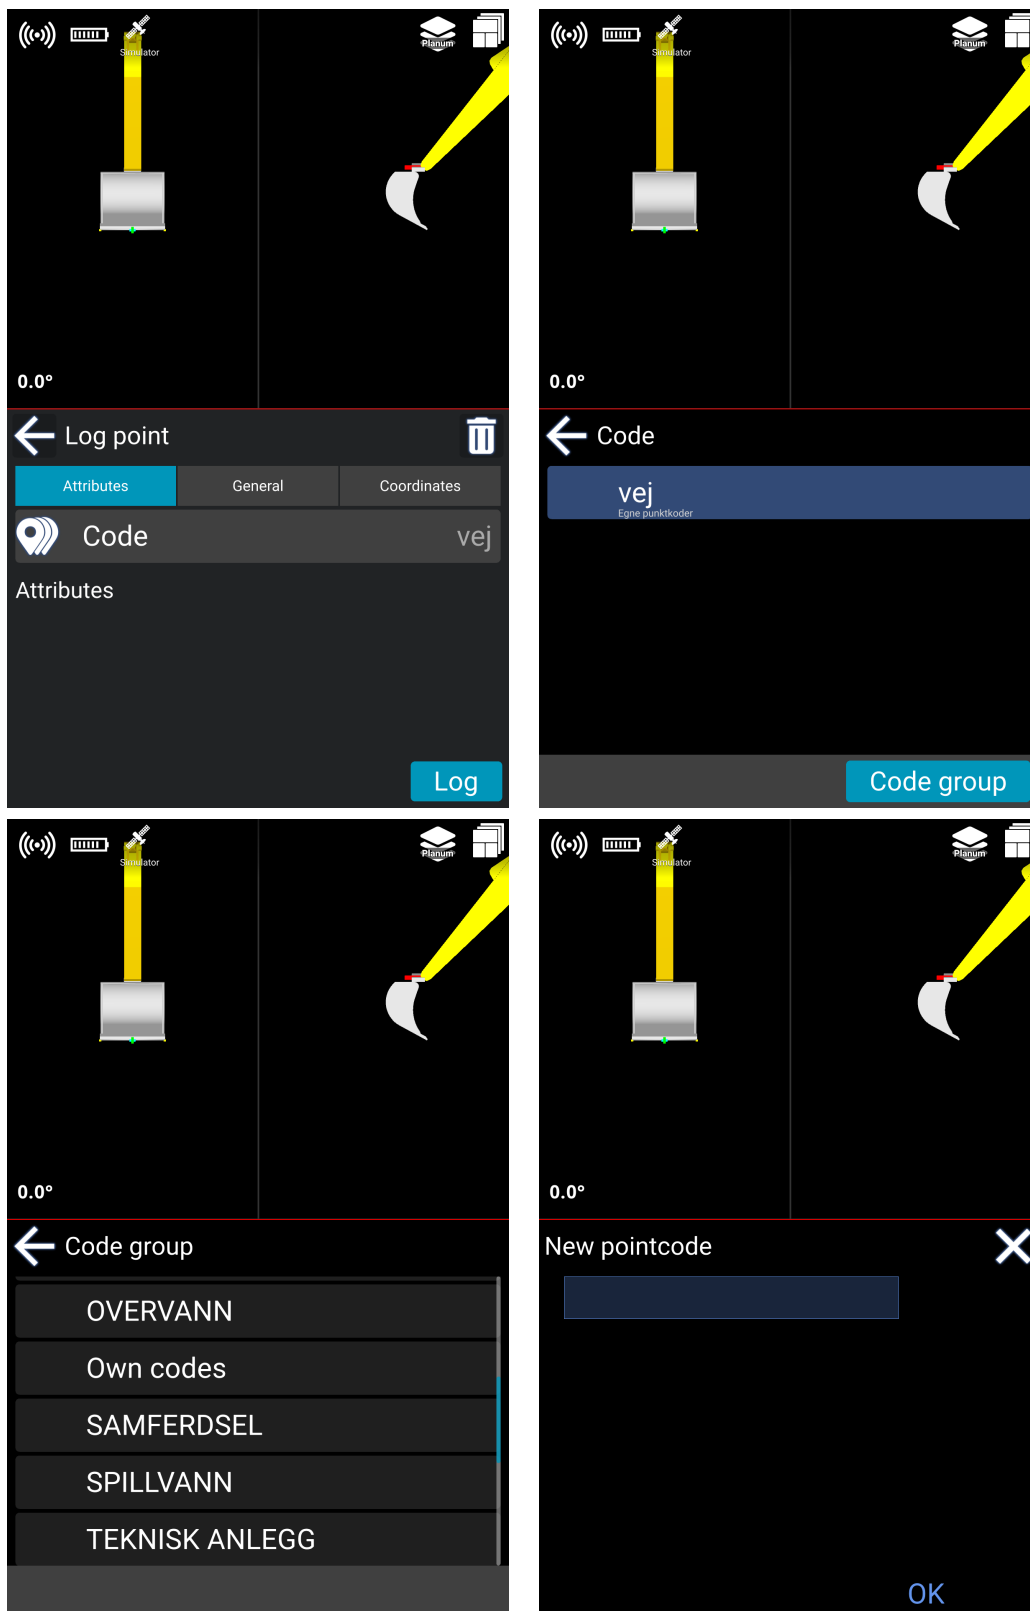 Simulator
Planum
0.0°
Log point
Attributes
General
Coordinates
Code
vej
Attributes
Log
Simulator
Planum
0.0°
Code
vej
Egne punktkoder
Code group
Simulator
Planum
0.0°
Code group
OVERVANN
Own codes
SAMFERDSEL
SPILLVANN
TEKNISK ANLEGG
Simulator
Planum
0.0°
New pointcode
OK